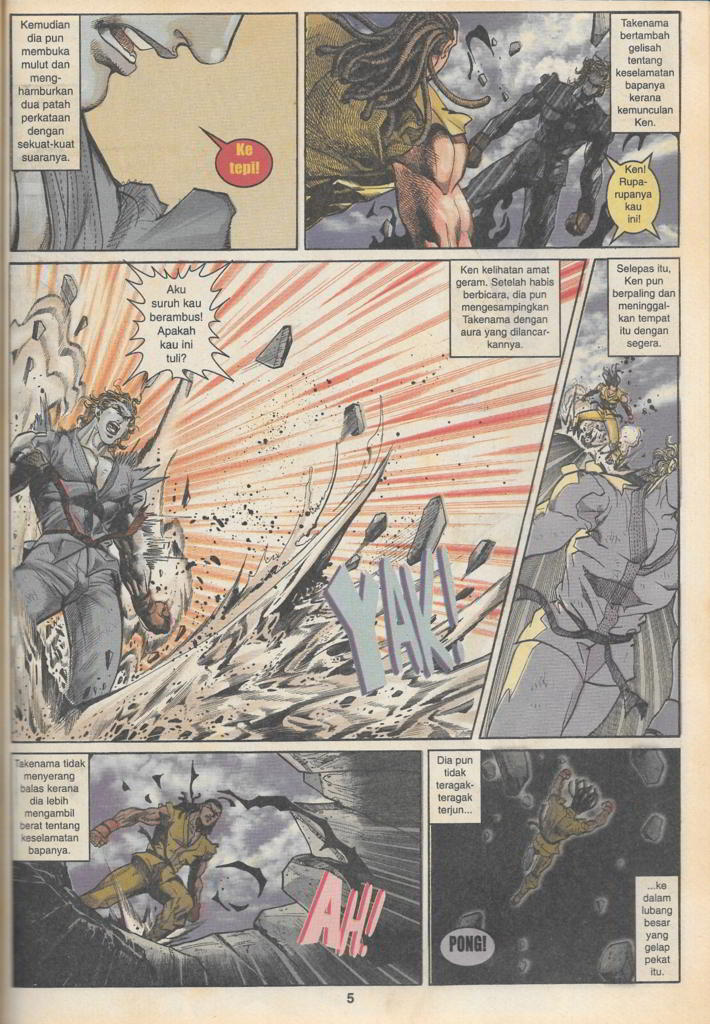 Kemudian
dia pun
membuka
mulut dan
meng-
hamburkan
dua patah
perkataan
dengan
sekuat-kuat
suaranya.
Ke
tepi!
Takenama
bertambah
gelisah
tentang
keselamatan
bapanya
kerana
kemunculan
Ken.
Ken!
Rupa-
rupanya
kau
ini!
Aku
suruh kau
berambus!
Apakah
kau ini
tuli?
Ken kelihatan amat
geram. Setelah habis
berbicara, dia pun
mengesampingkan
Takenama dengan
aura yang dilancar-
kannya.
YAK!
Selepas itu,
Ken pun
berpaling dan
meninggal-
kan tempat
itu dengan
segera.
Takenama tidak
menyerang
balas kerana
dia lebih
mengambil
berat tentang
keselamatan
bapanya.
AH!
Dia pun
tidak
teragak-
teragak
terjun...
PONG!
...ke
dalam
lubang
besar
yang
gelap
pekat
itu.
5